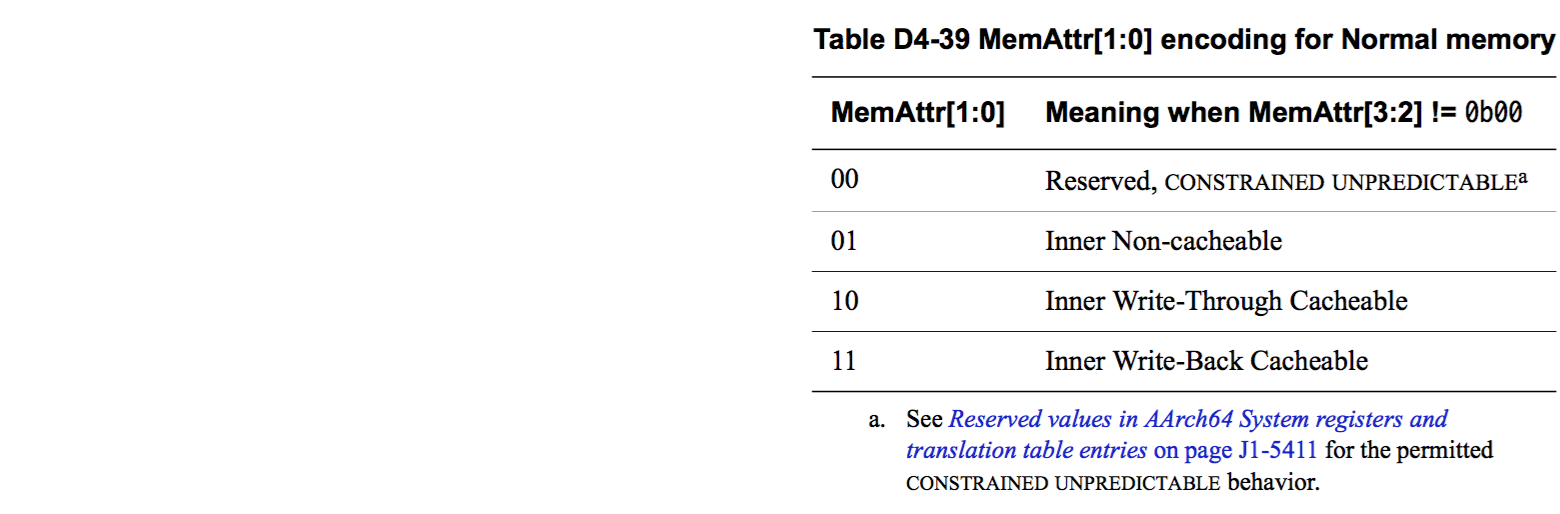 Table D4-39 MemAttr[1:0] encoding for Normal memory
MemAttr[1:0] Meaning when MemAttr[3:2] != 0b00
00 Reserved, CONSTRAINED UNPREDICTABLEa
01 Inner Non-cacheable
10 Inner Write-Through Cacheable
11 Inner Write-Back Cacheable
a. See Reserved values in AArch64 System registers and
translation table entries on page J1-5411 for the permitted
CONSTRAINED UNPREDICTABLE behavior.